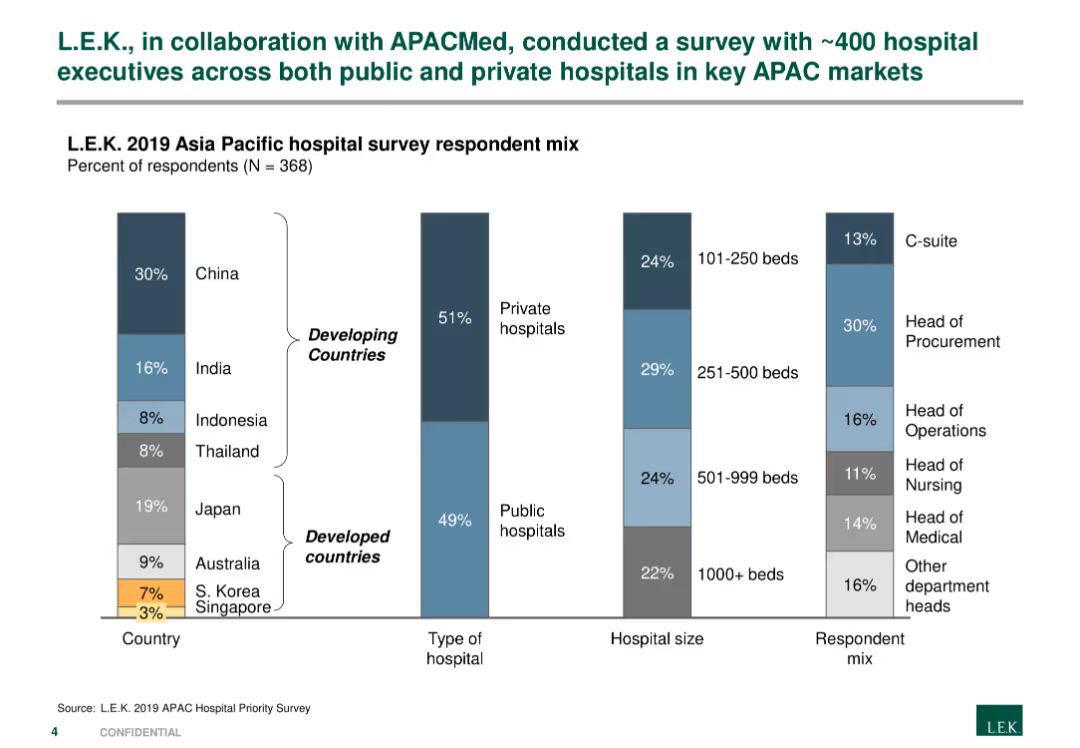 L.E.K., in collaboration with APACMed, conducted a survey with ~400 hospital
executives across both public and private hospitals in key APAC markets
L.E.K. 2019 Asia Pacific hospital survey respondent mix
Percent of respondents (N = 368)
30%
China
16%
India
8%
Indonesia
8%
Thailand
19%
Japan
9%
Australia
7%
S. Korea
3%
Singapore
Developing
Countries
Developed
countries
Country
51%
Private
hospitals
49%
Public
hospitals
Type of
hospital
24%
101-250 beds
29%
251-500 beds
24%
501-999 beds
22%
1000+ beds
Hospital size
13%
C-suite
30%
Head of
Procurement
16%
Head of
Operations
11%
Head of
Nursing
14%
Head of
Medical
16%
Other
department
heads
Respondent
mix
Source: L.E.K. 2019 APAC Hospital Priority Survey
4 CONFIDENTIAL
L.E.K.